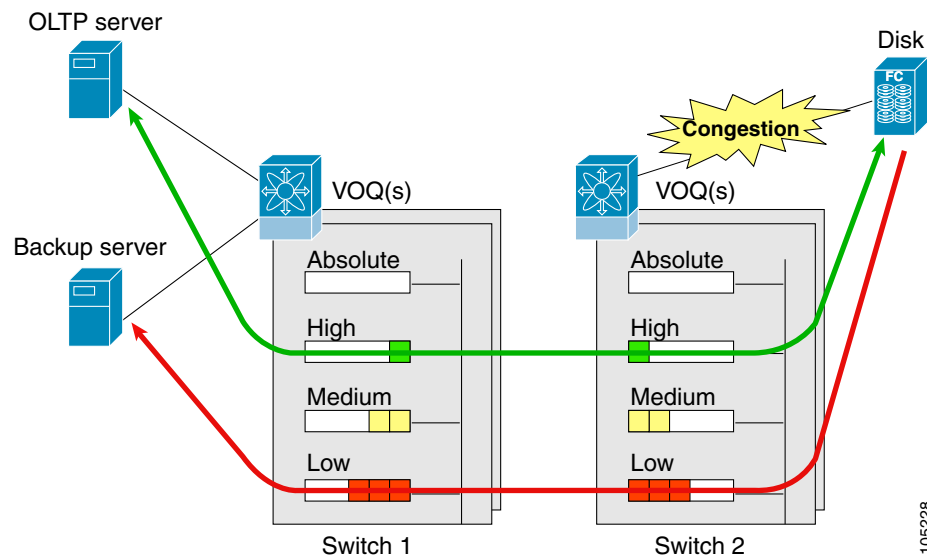 OLTP server
Disk
FC
Congestion
VOQ(s)
VOQ(s)
Backup server
Absolute
Absolute
High
High
Medium
Medium
Low
Low
Switch 1
Switch 2
105228